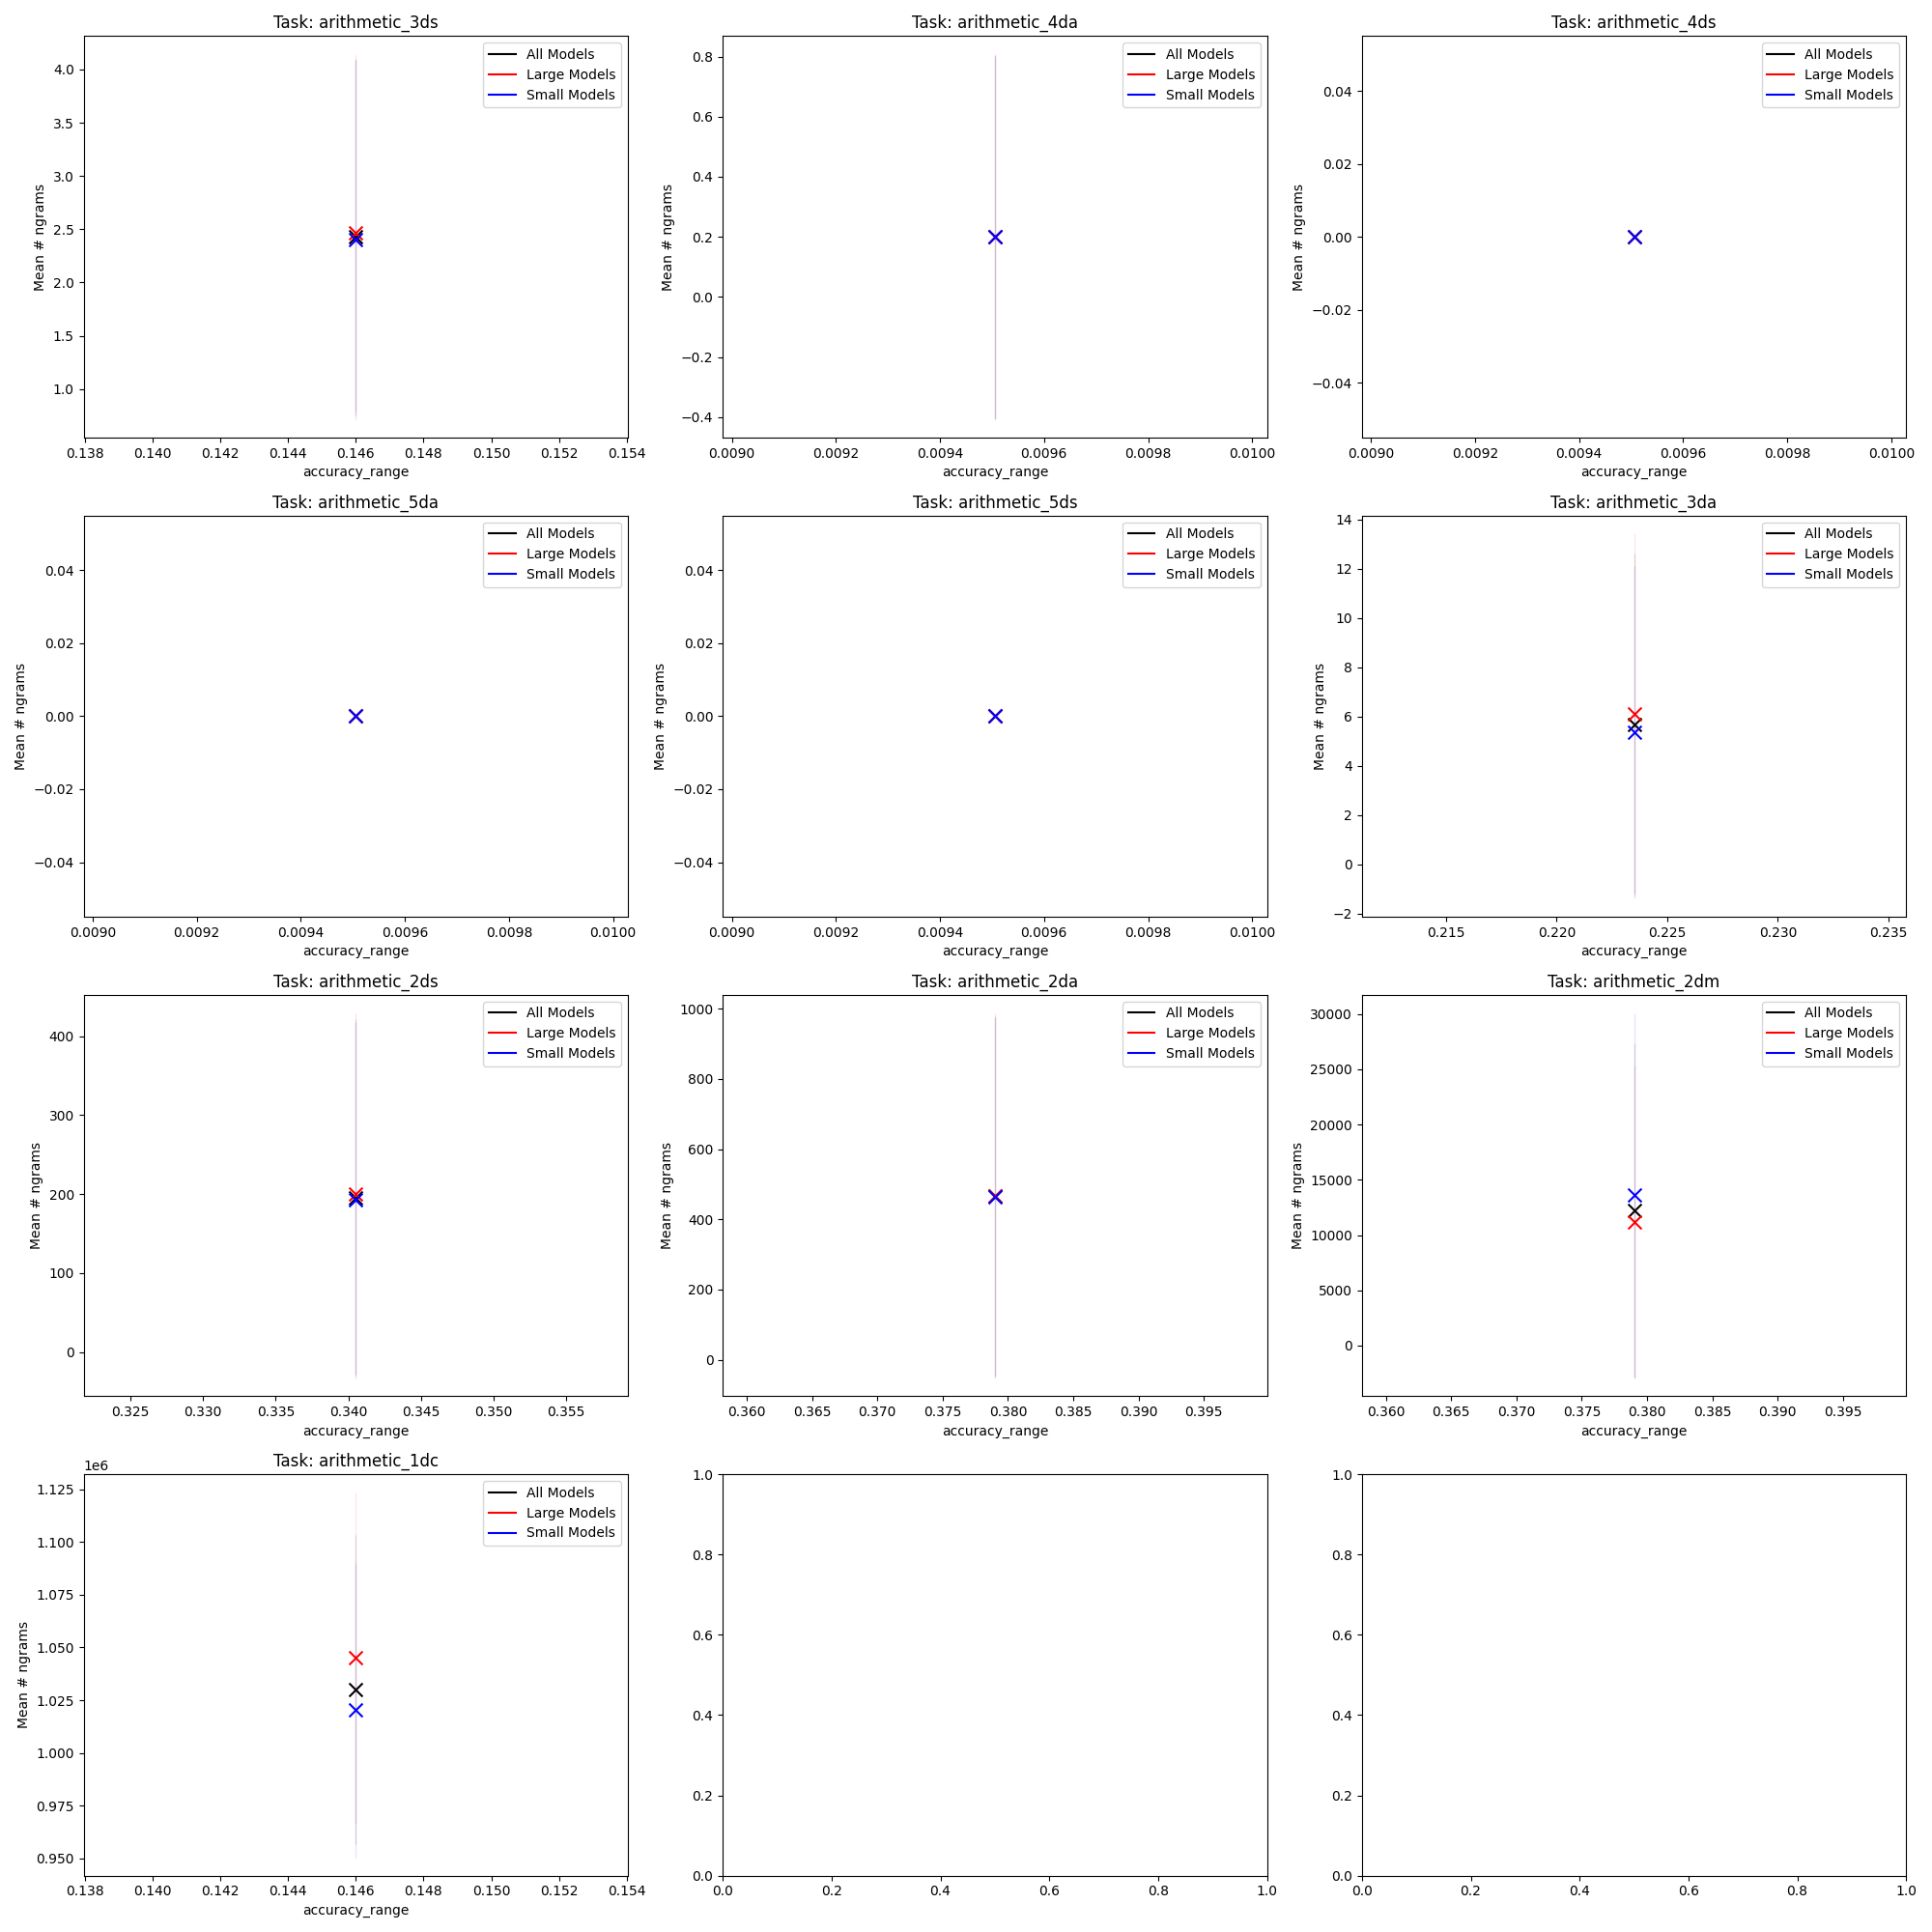 Task: arithmetic_3ds
4.0
3.5
3.0
2.5
2.0
1.5
1.0
Mean # ngrams
All Models
Large Models
Small Models
0.138 0.140 0.142 0.144 0.146 0.148 0.150 0.152 0.154
accuracy_range
Task: arithmetic_4da
0.8
0.6
0.4
0.2
0.0
−0.2
−0.4
Mean # ngrams
All Models
Large Models
Small Models
0.0090 0.0092 0.0094 0.0096 0.0098 0.0100
accuracy_range
Task: arithmetic_4ds
0.04
0.02
0.00
−0.02
−0.04
Mean # ngrams
All Models
Large Models
Small Models
0.0090 0.0092 0.0094 0.0096 0.0098 0.0100
accuracy_range
Task: arithmetic_5da
0.04
0.02
0.00
−0.02
−0.04
Mean # ngrams
All Models
Large Models
Small Models
0.0090 0.0092 0.0094 0.0096 0.0098 0.0100
accuracy_range
Task: arithmetic_5ds
0.04
0.02
0.00
−0.02
−0.04
Mean # ngrams
All Models
Large Models
Small Models
0.0090 0.0092 0.0094 0.0096 0.0098 0.0100
accuracy_range
Task: arithmetic_3da
14
12
10
8
6
4
2
0
−2
Mean # ngrams
All Models
Large Models
Small Models
0.215 0.220 0.225 0.230 0.235
accuracy_range
Task: arithmetic_2ds
400
300
200
100
0
Mean # ngrams
All Models
Large Models
Small Models
0.325 0.330 0.335 0.340 0.345 0.350 0.355
accuracy_range
Task: arithmetic_2da
1000
800
600
400
200
0
Mean # ngrams
All Models
Large Models
Small Models
0.360 0.365 0.370 0.375 0.380 0.385 0.390 0.395
accuracy_range
Task: arithmetic_2dm
30000
25000
20000
15000
10000
5000
0
Mean # ngrams
All Models
Large Models
Small Models
0.360 0.365 0.370 0.375 0.380 0.385 0.390 0.395
accuracy_range
Task: arithmetic_1dc
1e6
1.125
1.100
1.075
1.050
1.025
1.000
0.975
0.950
Mean # ngrams
All Models
Large Models
Small Models
0.138 0.140 0.142 0.144 0.146 0.148 0.150 0.152 0.154
accuracy_range
1.0
0.8
0.6
0.4
0.2
0.0
0.0 0.2 0.4 0.6 0.8 1.0
1.0
0.8
0.6
0.4
0.2
0.0
0.0 0.2 0.4 0.6 0.8 1.0